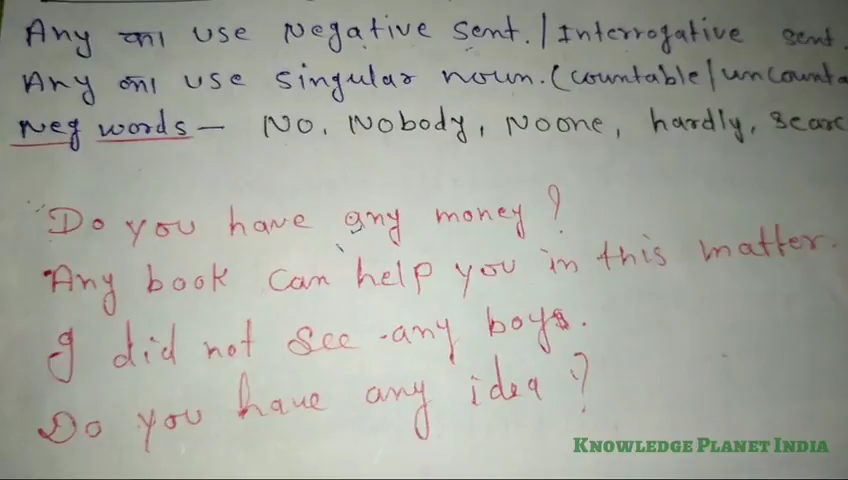 Any का use Negative sent. / Interrogative sent.
Any का use singular noun. (countable / uncounta
Neg words — No, Nobody, Noone, hardly, scarc
Do you have any money?
Any book can help you in this matter.
I did not see any boys.
Do you have any idea?
KNOWLEDGE PLANET INDIA